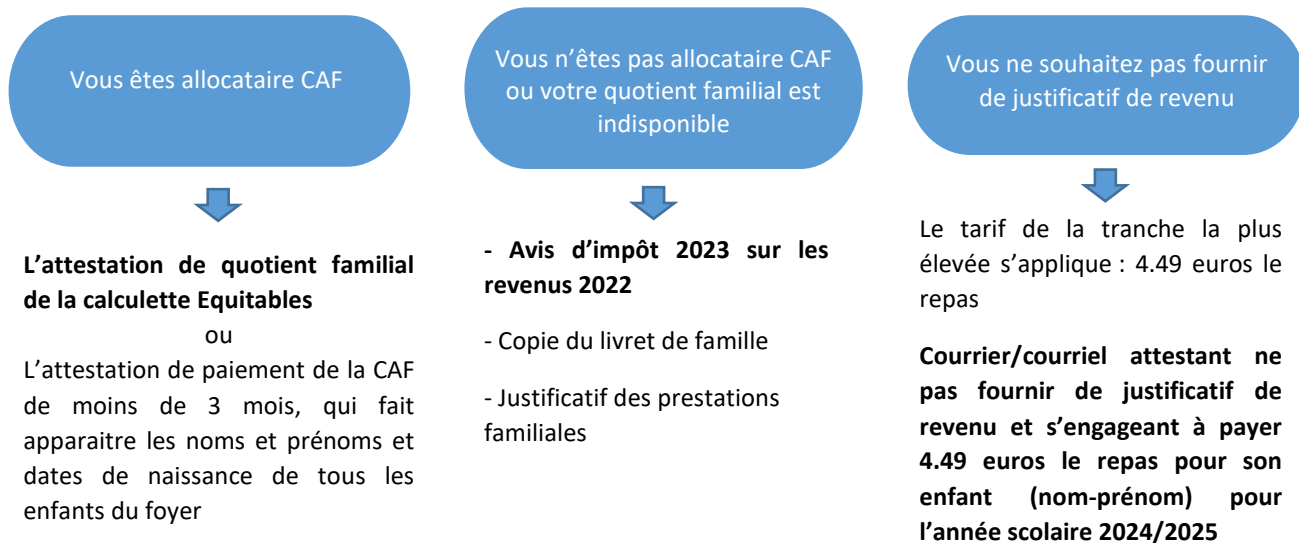 Vous êtes allocataire CAF
L’attestation de quotient familial
de la calculette Equitables
ou
L’attestation de paiement de la CAF
de moins de 3 mois, qui fait
apparaitre les noms et prénoms et
dates de naissance de tous les
enfants du foyer
Vous n’êtes pas allocataire CAF
ou votre quotient familial est
indisponible
- Avis d’impôt 2023 sur les
revenus 2022
- Copie du livret de famille
- Justificatif des prestations
familiales
Vous ne souhaitez pas fournir
de justificatif de revenu
Le tarif de la tranche la plus
élevée s’applique : 4.49 euros le
repas
Courrier/courriel attestant ne
pas fournir de justificatif de
revenu et s’engageant à payer
4.49 euros le repas pour son
enfant (nom-prénom) pour
l’année scolaire 2024/2025